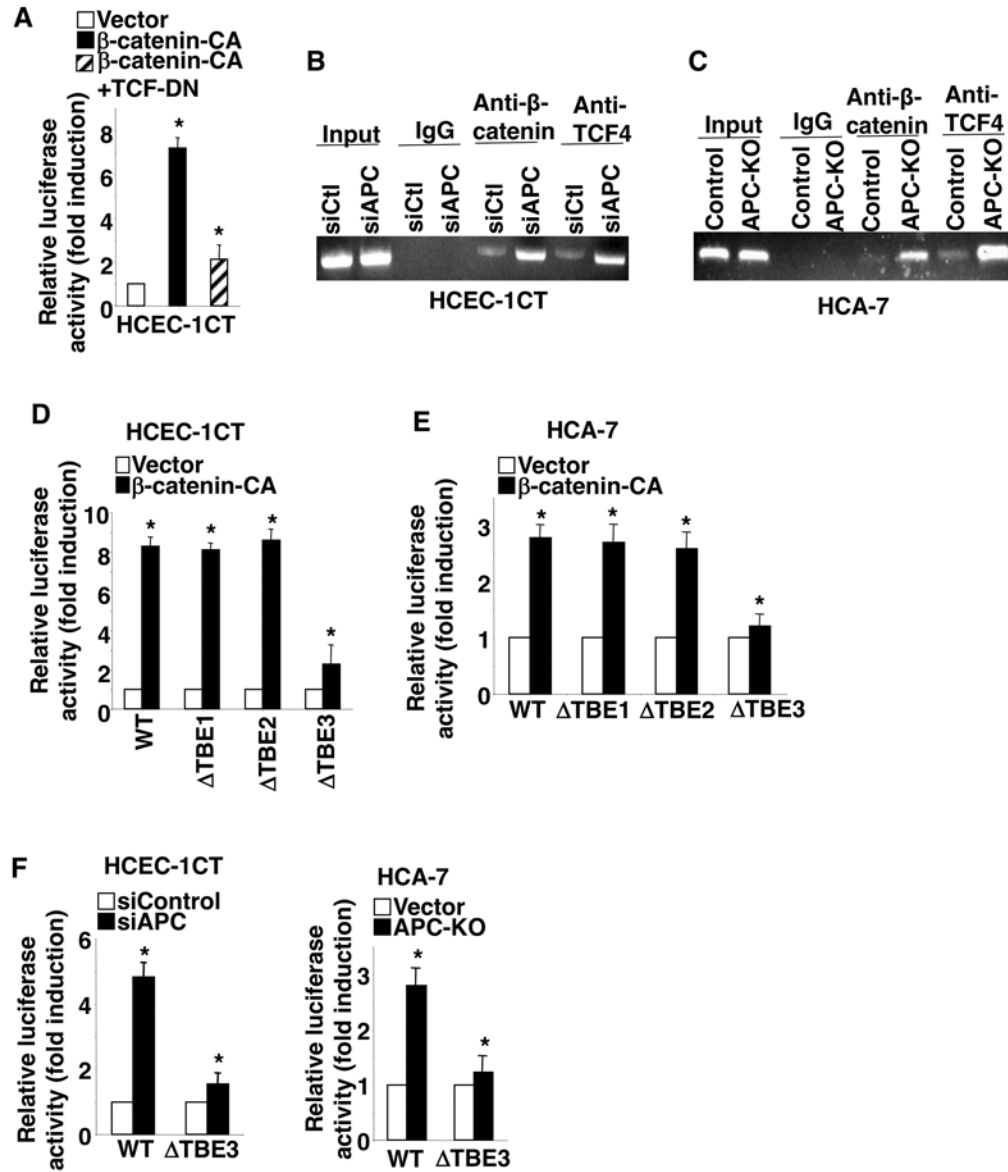 A
Vector
β-catenin-CA
β-catenin-CA
+TCF-DN
Relative luciferase
activity (fold induction)
8
6
4
2
0
*
*
HCEC-1CT
B
Input
IgG
Anti-β-
catenin
Anti-
TCF4
siCtl
siAPC
siCtl
siAPC
siCtl
siAPC
siCtl
siAPC
HCEC-1CT
C
Input
IgG
Anti-β-
catenin
Anti-
TCF4
Control
APC-KO
Control
APC-KO
Control
APC-KO
Control
APC-KO
HCA-7
D
HCEC-1CT
Vector
β-catenin-CA
Relative luciferase
activity (fold induction)
10
8
6
4
2
0
* * * *
WT
ΔTBE1
ΔTBE2
ΔTBE3
E
HCA-7
Vector
β-catenin-CA
Relative luciferase
activity (fold induction)
3
2
1
0
* * * *
WT ΔTBE1 ΔTBE2 ΔTBE3
F
HCEC-1CT
siControl
siAPC
Relative luciferase
activity (fold induction)
6
4
2
0
* *
WT ΔTBE3
HCA-7
Vector
APC-KO
Relative luciferase
activity (fold induction)
3
2
1
0
* *
WT ΔTBE3